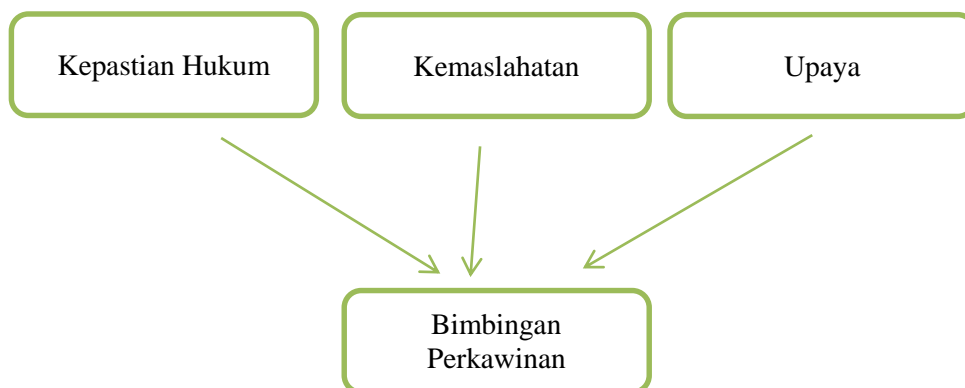 Kepastian Hukum
Kemaslahatan
Upaya
Bimbingan
Perkawinan